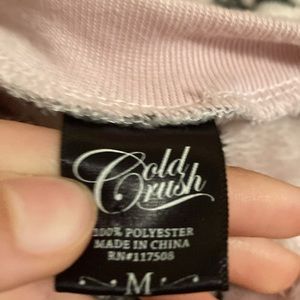 Cold
Crush
100% POLYESTER
MADE IN CHINA
RN#117508
M